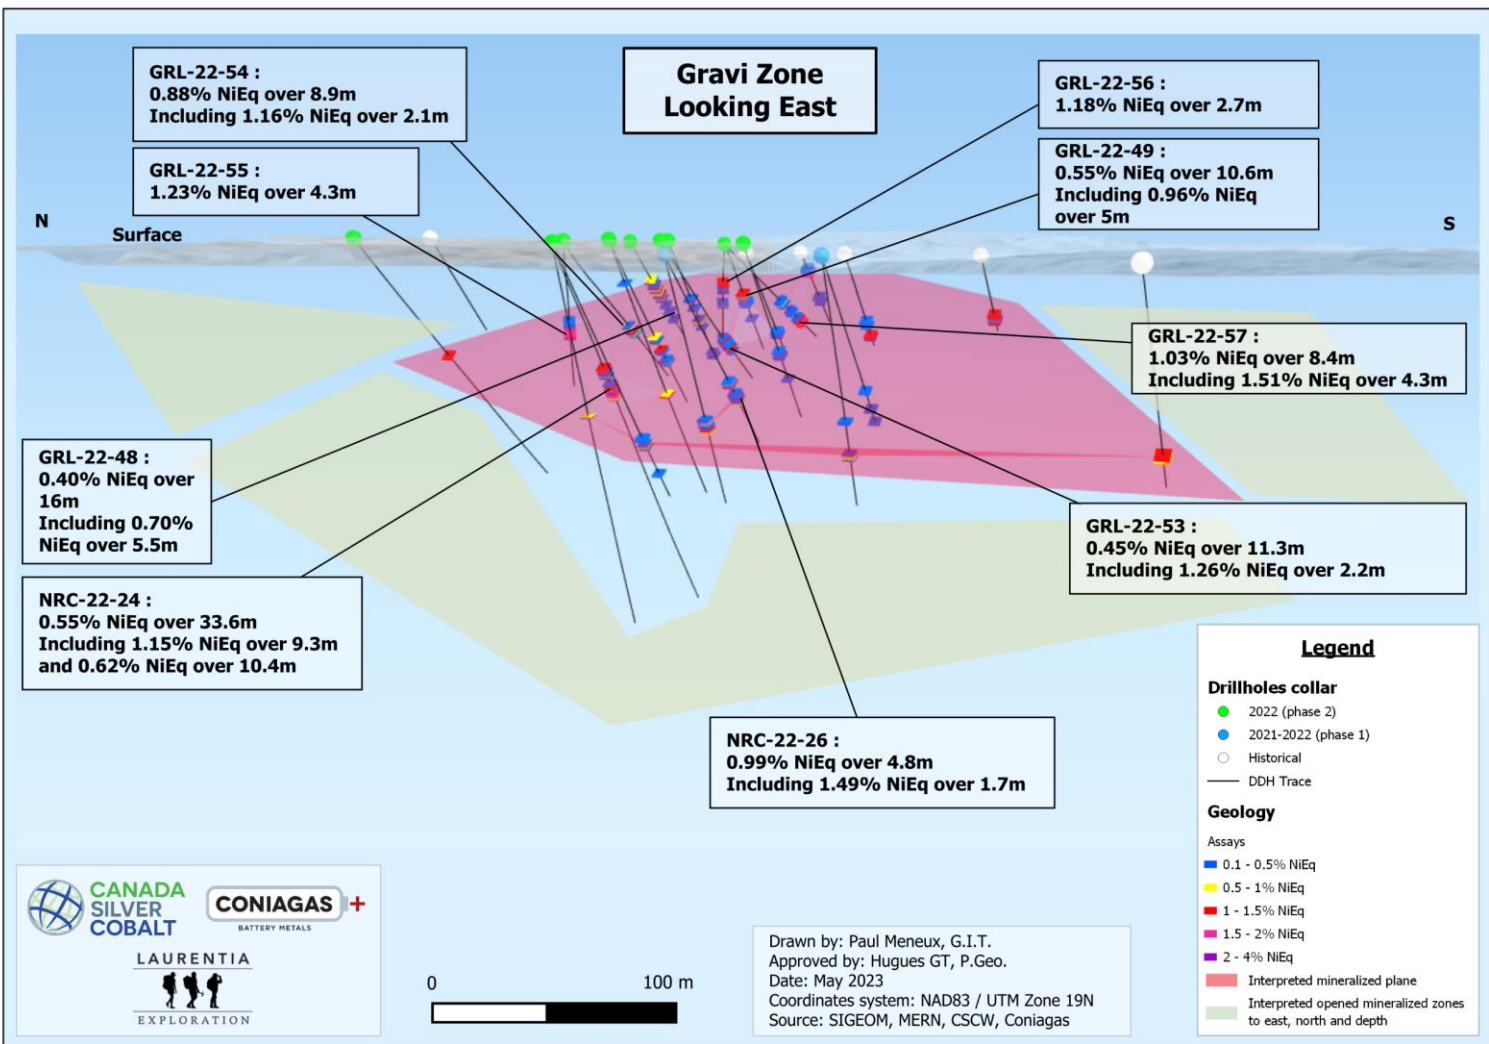 Gravi Zone
Looking East
GRL-22-54 :
0.88% NiEq over 8.9m
Including 1.16% NiEq over 2.1m
GRL-22-55 :
1.23% NiEq over 4.3m
GRL-22-56 :
1.18% NiEq over 2.7m
GRL-22-49 :
0.55% NiEq over 10.6m
Including 0.96% NiEq
over 5m
N
Surface
S
GRL-22-57 :
1.03% NiEq over 8.4m
Including 1.51% NiEq over 4.3m
GRL-22-48 :
0.40% NiEq over
16m
Including 0.70%
NiEq over 5.5m
GRL-22-53 :
0.45% NiEq over 11.3m
Including 1.26% NiEq over 2.2m
NRC-22-24 :
0.55% NiEq over 33.6m
Including 1.15% NiEq over 9.3m
and 0.62% NiEq over 10.4m
NRC-22-26 :
0.99% NiEq over 4.8m
Including 1.49% NiEq over 1.7m
Legend
Drillholes collar
2022 (phase 2)
2021-2022 (phase 1)
Historical
DDH Trace
Geology
Assays
0.1 - 0.5% NiEq
0.5 - 1% NiEq
1 - 1.5% NiEq
1.5 - 2% NiEq
2 - 4% NiEq
Interpreted mineralized plane
Interpreted opened mineralized zones
to east, north and depth
CANADA
SILVER
COBALT
CONIAGAS
BATTERY METALS
LAURENTIA
EXPLORATION
0 100 m
Drawn by: Paul Meneux, G.I.T.
Approved by: Hugues GT, P.Geo.
Date: May 2023
Coordinates system: NAD83 / UTM Zone 19N
Source: SIGEOM, MERN, CSCW, Coniagas